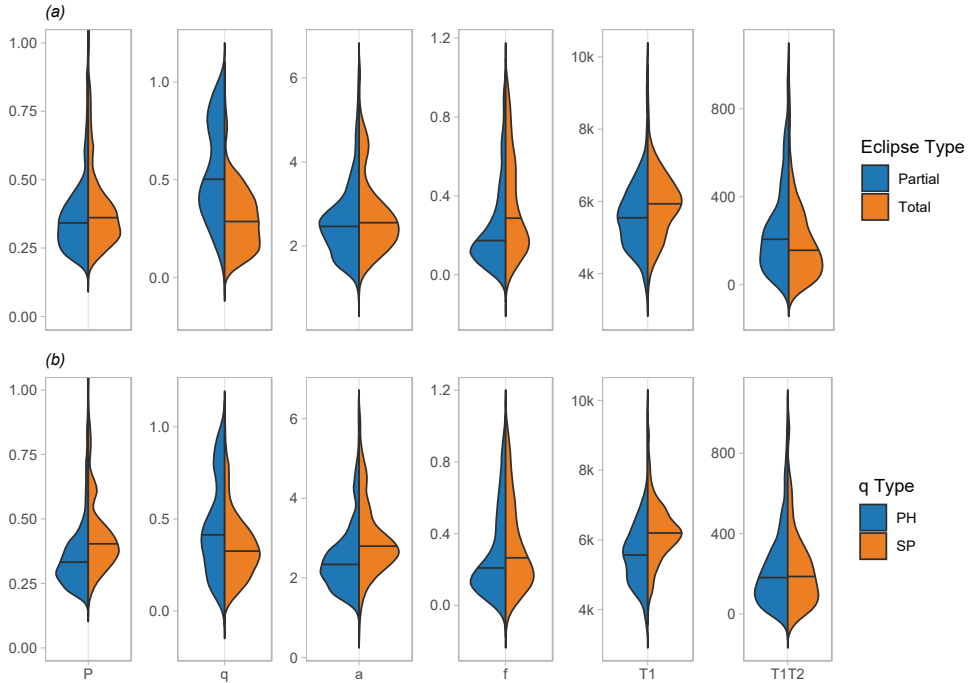 (a)
1.00
0.75
0.50
0.25
0.00
1.0
0.5
0.0
6
4
2
1.2
0.8
0.4
0.0
10k
8k
6k
4k
800
400
0
Eclipse Type
Partial
Total
(b)
1.00
0.75
0.50
0.25
0.00
1.0
0.5
0.0
6
4
2
0
1.2
0.8
0.4
0.0
10k
8k
6k
4k
800
400
0
q Type
PH
SP
P
q
a
f
T1
T1T2